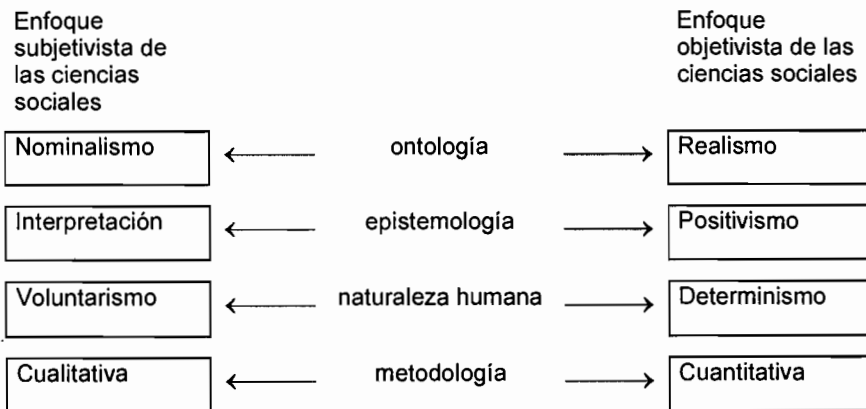 Enfoque
subjetivista de
las ciencias
sociales
Enfoque
objetivista de las
ciencias sociales
Nominalismo ontología Realismo
Interpretación epistemología Positivismo
Voluntarismo naturaleza humana Determinismo
Cualitativa metodología Cuantitativa